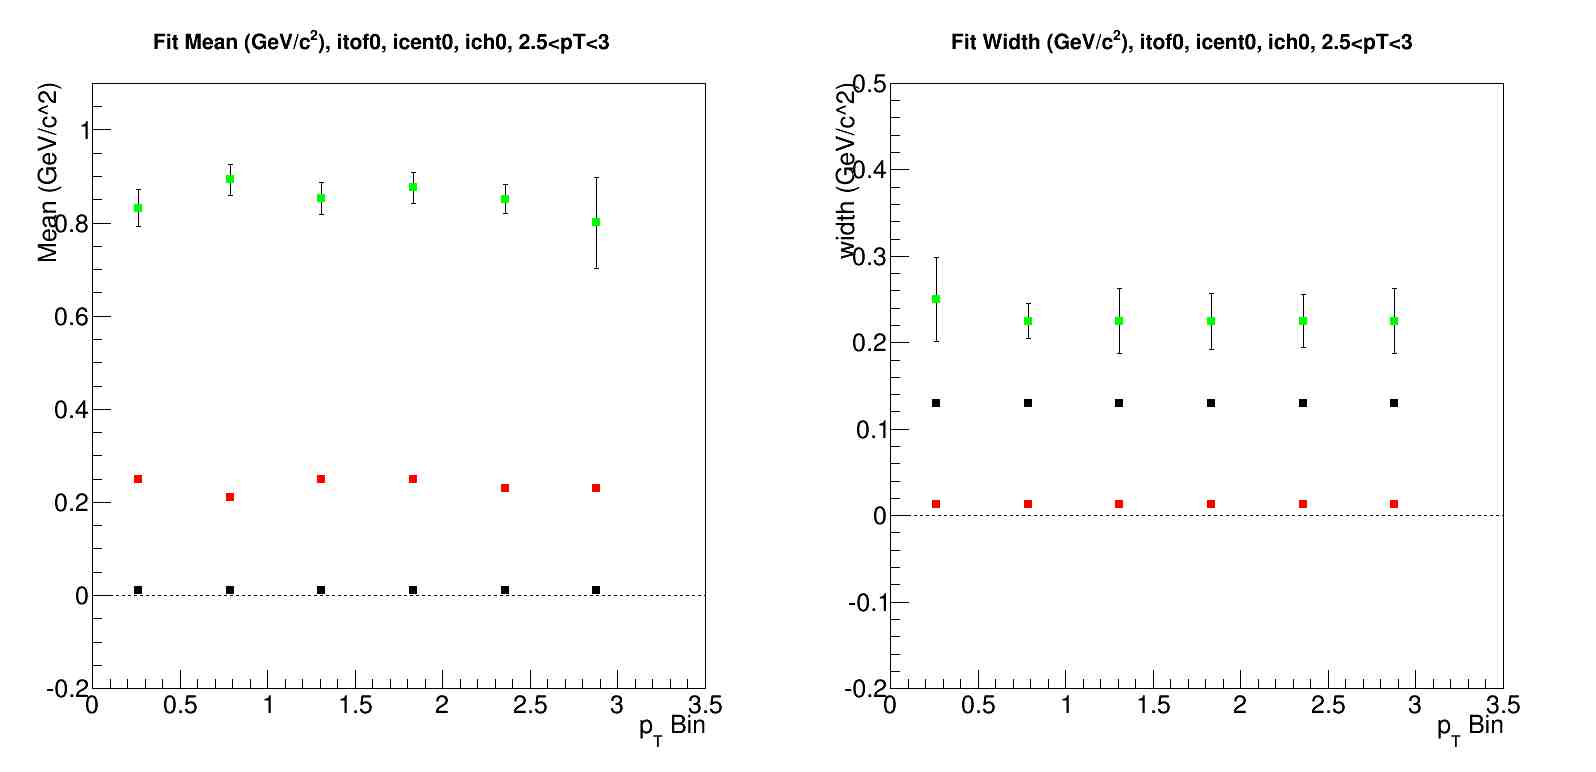 Fit Mean (GeV/c2), itof0, icent0, ich0, 2.5<pT<3
Mean (GeV/c^2)
1
0.8
0.6
0.4
0.2
0
-0.2
0 0.5 1 1.5 2 2.5 3 3.5
pT Bin
Fit Width (GeV/c2), itof0, icent0, ich0, 2.5<pT<3
width (GeV/c^2)
0.5
0.4
0.3
0.2
0.1
0
-0.1
-0.2
0 0.5 1 1.5 2 2.5 3 3.5
pT Bin